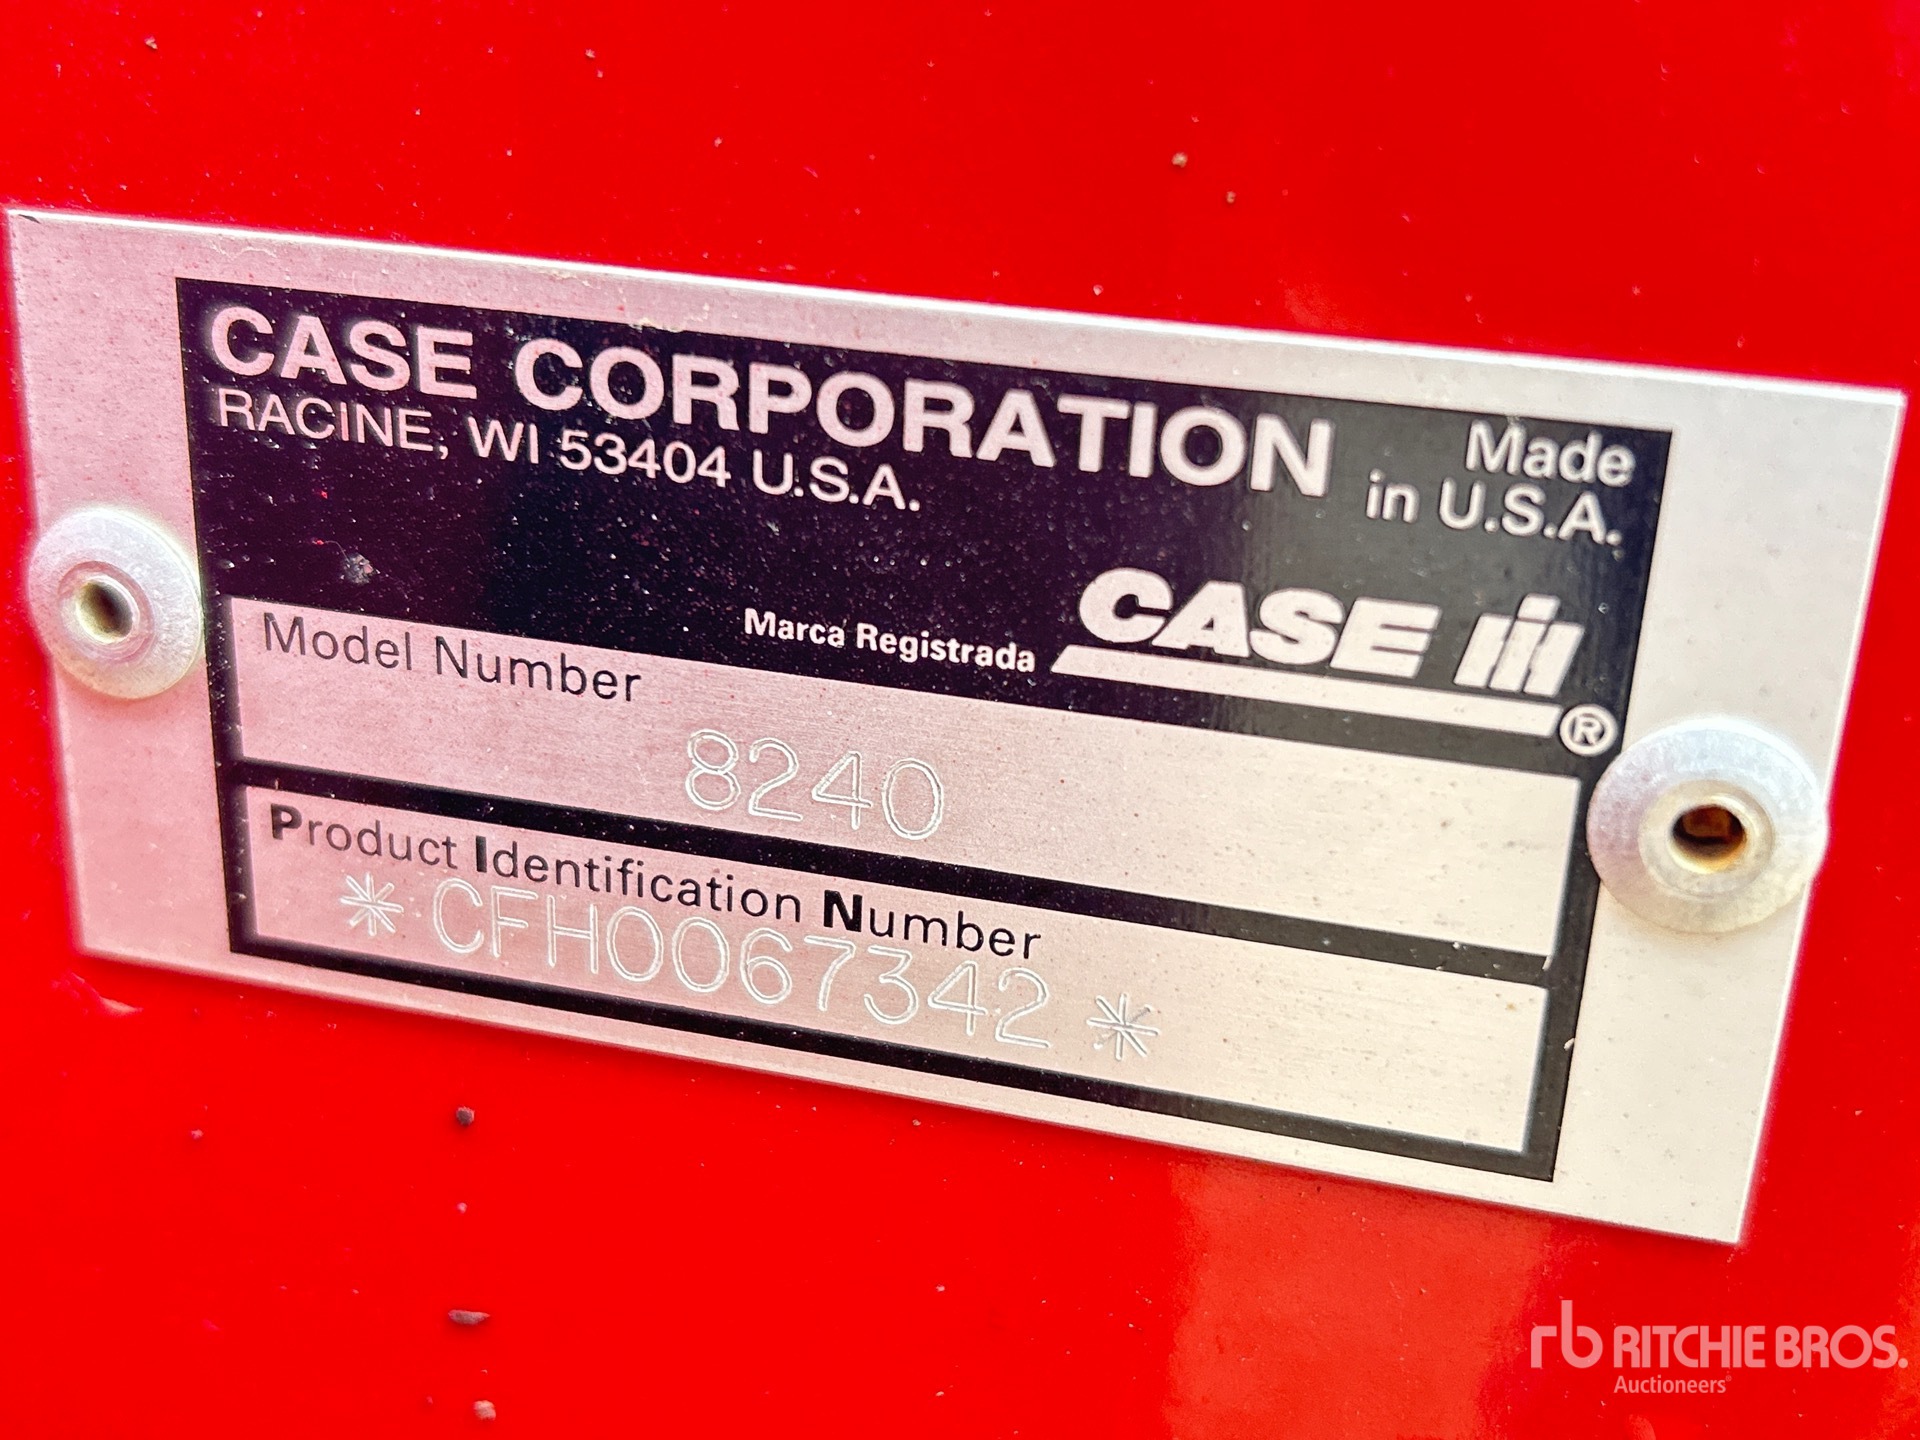 CASE CORPORATION
RACINE, WI 53404 U.S.A.
Made
in U.S.A.
Marca Registrada CASE IH ®
Model Number
8240
Product Identification Number
*CFH0067342*
rb RITCHIE BROS.
Auctioneers